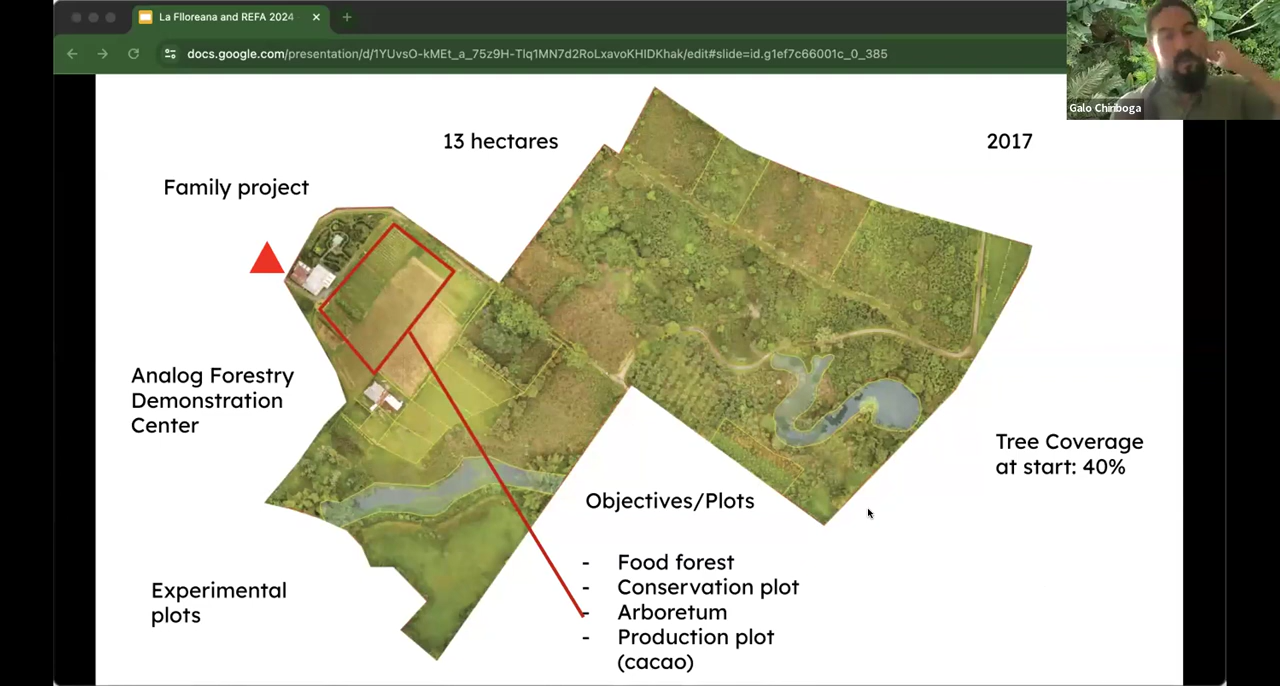 La Flloreana and REFA 2024
docs.google.com/presentation/d/1YUvsO-kMEt_a_75z9H-TIq1MN7d2RoLxavoKHIDKhak/edit#slide=id.g1ef7c66001c_0_385
Galo Chiriboga
13 hectares
2017
Family project
Analog Forestry
Demonstration
Center
Tree Coverage
at start: 40%
Objectives/Plots
- Food forest
- Conservation plot
- Arboretum
- Production plot
(cacao)
Experimental
plots